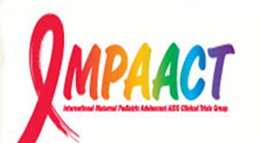 IMPAACT
International Maternal Pediatric Adolescent AIDS Clinical Trials Group